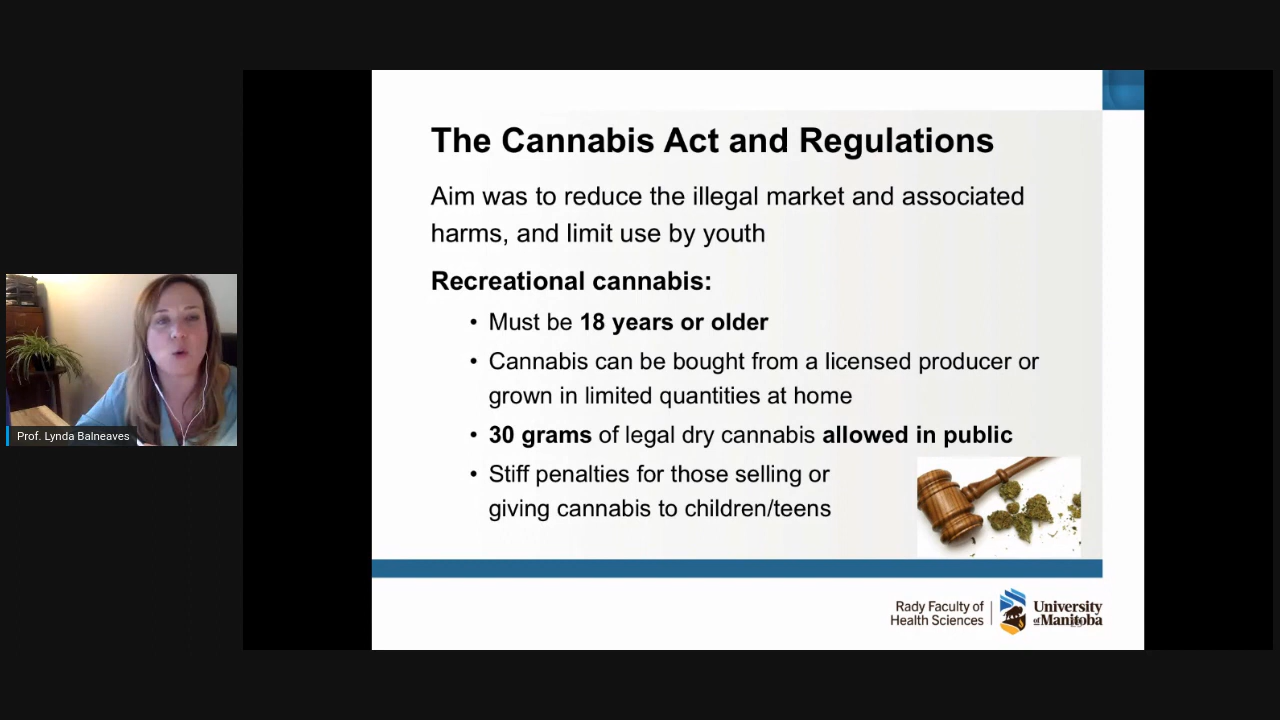 The Cannabis Act and Regulations
Aim was to reduce the illegal market and associated
harms, and limit use by youth
Recreational cannabis:
• Must be 18 years or older
• Cannabis can be bought from a licensed producer or
grown in limited quantities at home
• 30 grams of legal dry cannabis allowed in public
• Stiff penalties for those selling or
giving cannabis to children/teens
Prof. Lynda Balneaves
Rady Faculty of
Health Sciences
University
of Manitoba